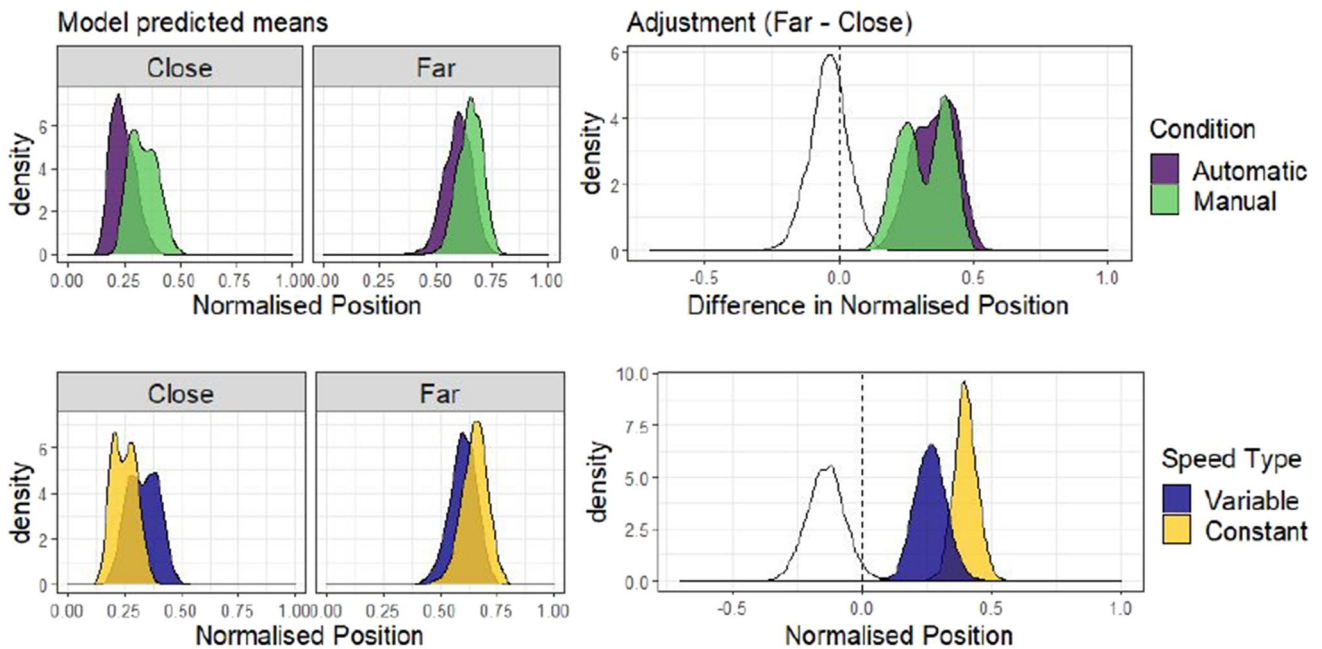 Model predicted means
Adjustment (Far - Close)
Close
Far
density
6
4
2
0
0.00 0.25 0.50 0.75 1.000.00 0.25 0.50 0.75 1.00
Normalised Position
density
6
4
2
0
-0.5 0.0 0.5 1.0
Difference in Normalised Position
Condition
Automatic
Manual
Close
Far
density
6
4
2
0
0.00 0.25 0.50 0.75 1.000.00 0.25 0.50 0.75 1.00
Normalised Position
density
10.0
7.5
5.0
2.5
0.0
-0.5 0.0 0.5 1.0
Normalised Position
Speed Type
Variable
Constant